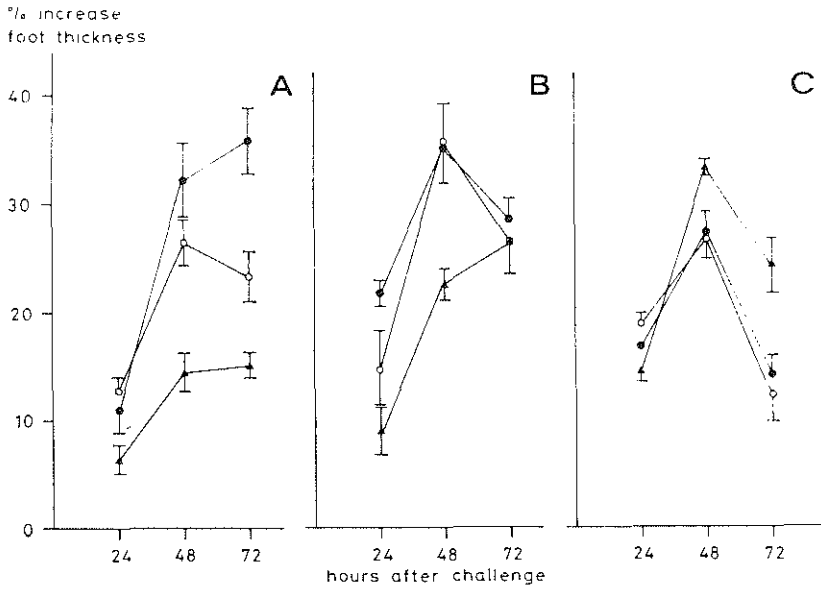 % increase
foot thickness
A
B
C
40
30
20
10
0
24 48 72
24 48 72
24 48 72
hours after challenge